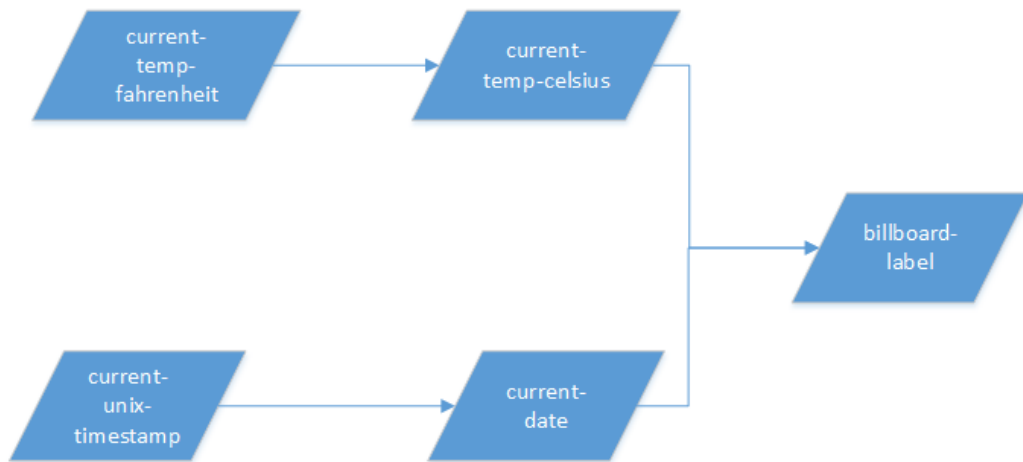 current-
temp-
fahrenheit
current-
temp-celsius
billboard-
label
current-
unix-
timestamp
current-
date